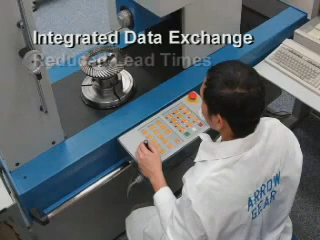 Integrated Data Exchange
Reduced Lead Times
ARROW
GEAR